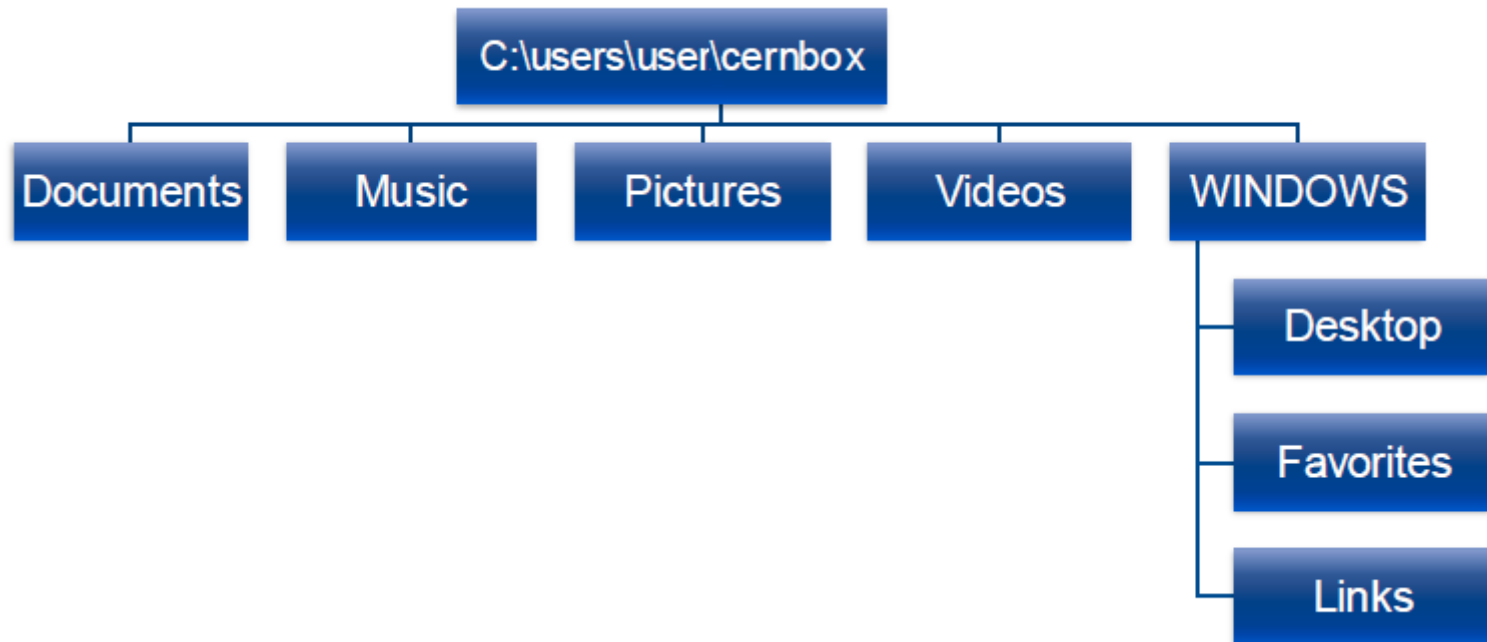 C:\users\user\cernbox
Documents
Music
Pictures
Videos
WINDOWS
Desktop
Favorites
Links